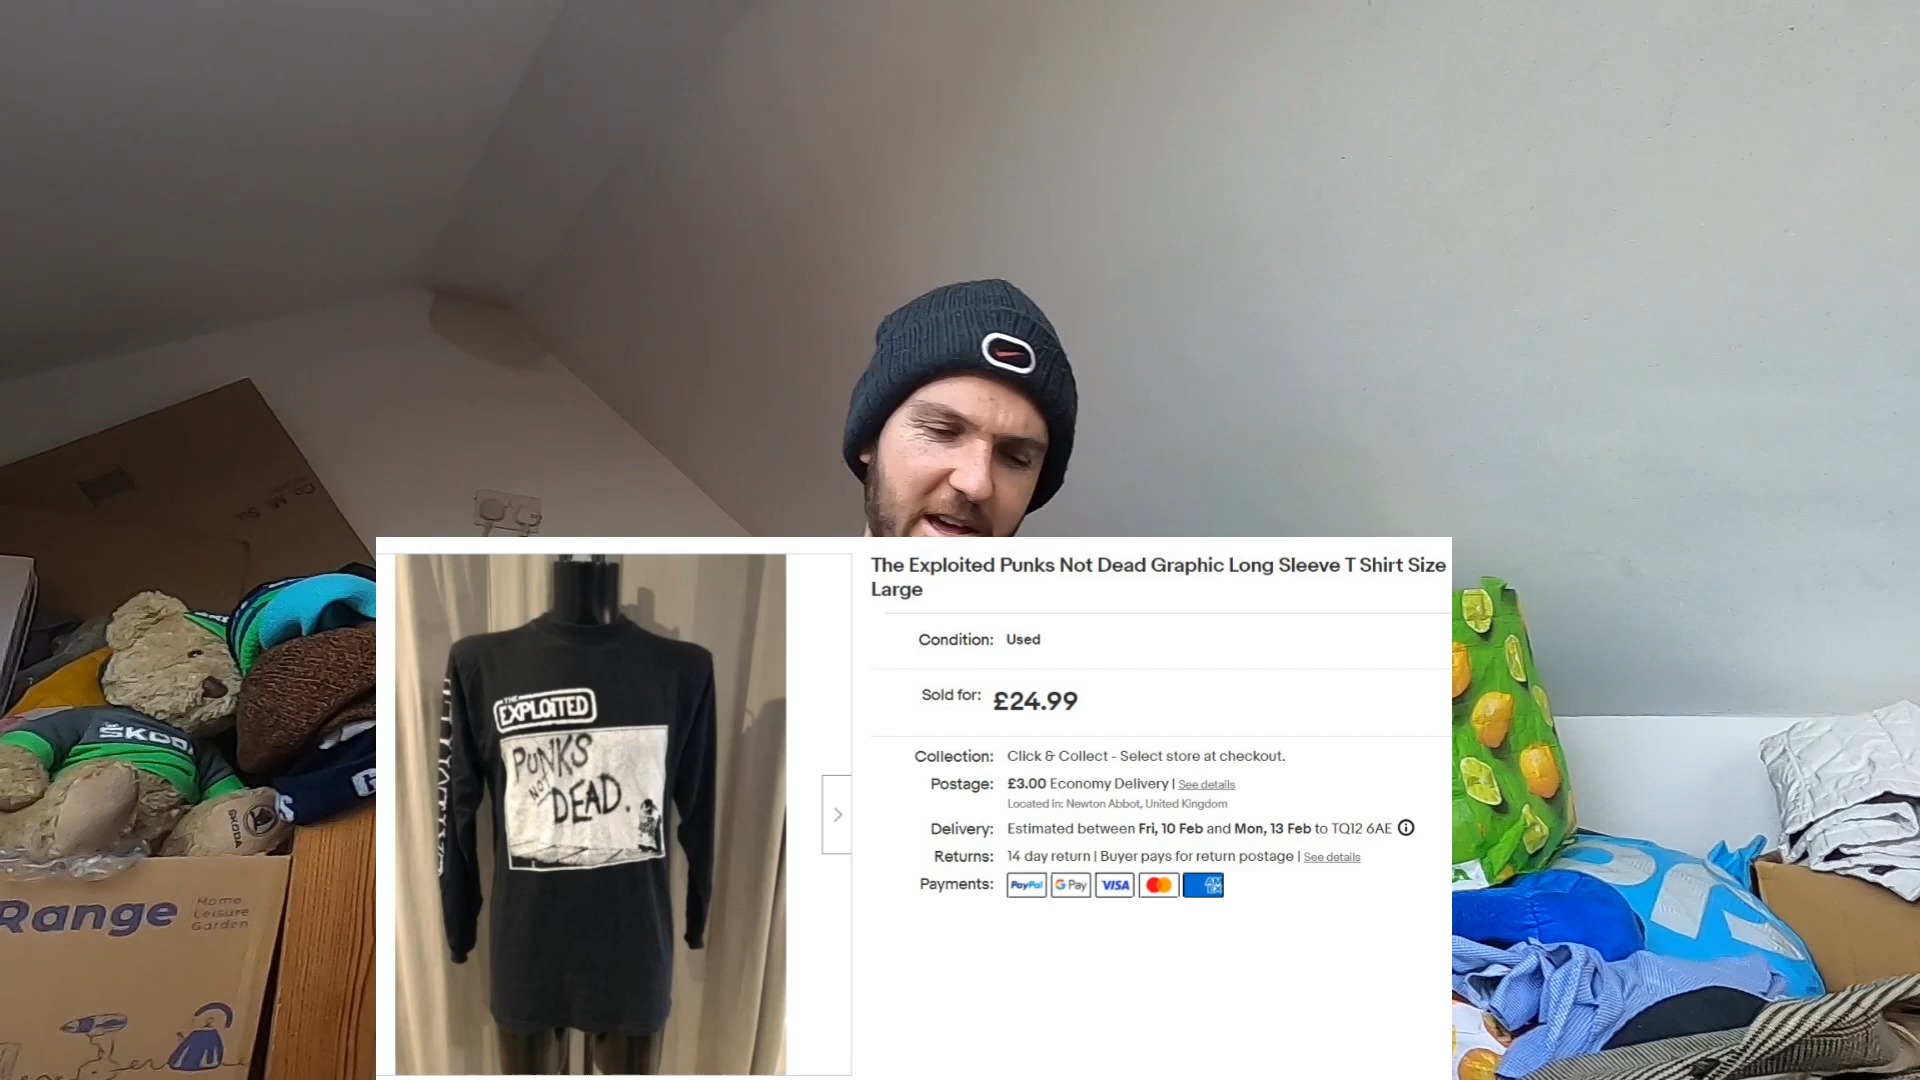 The Exploited Punks Not Dead Graphic Long Sleeve T Shirt Size
Large
Condition: Used
Sold for: £24.99
Collection: Click & Collect - Select store at checkout.
Postage: £3.00 Economy Delivery | See details
Located in: Newton Abbot, United Kingdom
Delivery: Estimated between Fri, 10 Feb and Mon, 13 Feb to TQ12 6AE
Returns: 14 day return | Buyer pays for return postage | See details
Payments: PayPal G Pay VISA AM EX
THE
EXPLOITED
PUNKS
NOT
DEAD.
SKODA
SKODA
Range
Home
Leisure
Garden